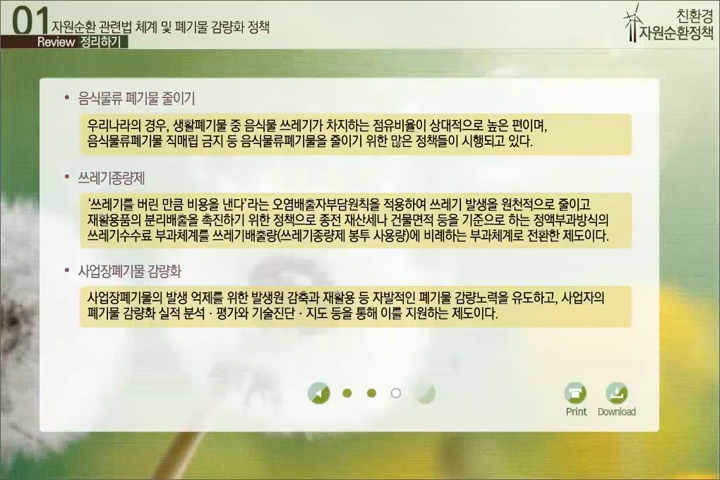 01 자원순환 관련법 체계 및 폐기물 감량화 정책
Review 정리하기
친환경
자원순환정책
• 음식물류 폐기물 줄이기
우리나라의 경우, 생활폐기물 중 음식물 쓰레기가 차지하는 점유비율이 상대적으로 높은 편이며,
음식물류폐기물 직매립 금지 등 음식물류폐기물을 줄이기 위한 많은 정책들이 시행되고 있다.
• 쓰레기종량제
‘쓰레기를 버린 만큼 비용을 낸다’라는 오염배출자부담원칙을 적용하여 쓰레기 발생을 원천적으로 줄이고
재활용품의 분리배출을 촉진하기 위한 정책으로 종전 재산세나 건물면적 등을 기준으로 하는 정액부과방식의
쓰레기수수료 부과체계를 쓰레기배출량(쓰레기종량제 봉투 사용량)에 비례하는 부과체계로 전환한 제도이다.
• 사업장폐기물 감량화
사업장폐기물의 발생 억제를 위한 발생원 감축과 재활용 등 자발적인 폐기물 감량노력을 유도하고, 사업자의
폐기물 감량화 실적 분석 · 평가와 기술진단 · 지도 등을 통해 이를 지원하는 제도이다.
Print Download